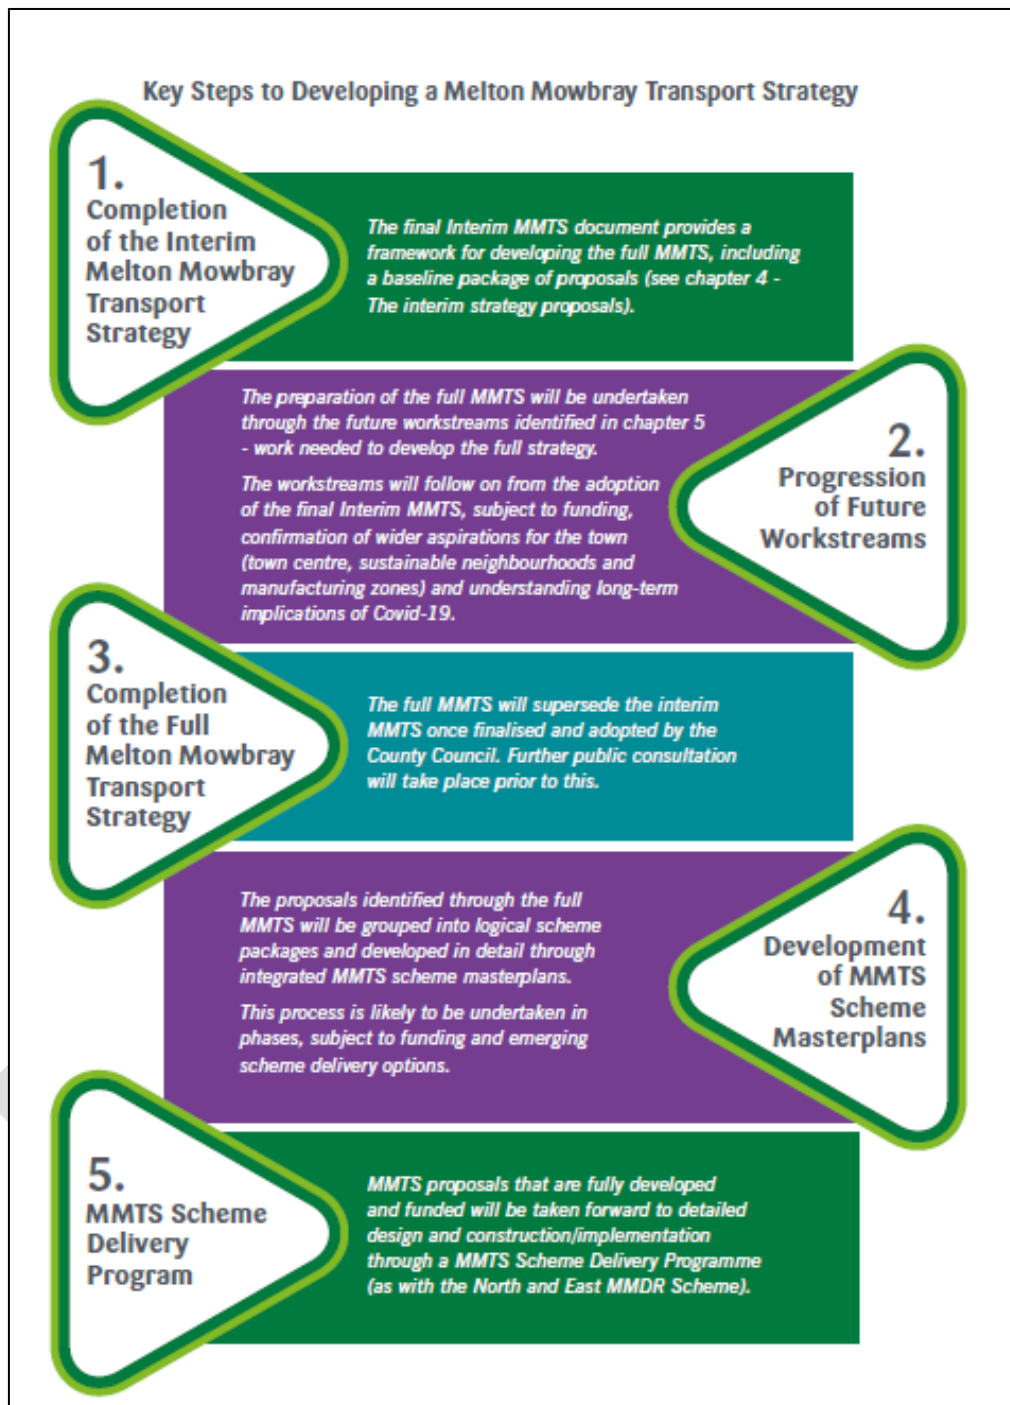 Key Steps to Developing a Melton Mowbray Transport Strategy
1.
Completion
of the Interim
Melton Mowbray
Transport
Strategy
The final Interim MMTS document provides a
framework for developing the full MMTS, including
a baseline package of proposals (see chapter 4 -
The interim strategy proposals).
The preparation of the full MMTS will be undertaken
through the future workstreams identified in chapter 5
- work needed to develop the full strategy.
The workstreams will follow on from the adoption
of the final Interim MMTS, subject to funding,
confirmation of wider aspirations for the town
(town centre, sustainable neighbourhoods and
manufacturing zones) and understanding long-term
implications of Covid-19.
2.
Progression
of Future
Workstreams
3.
Completion
of the Full
Melton Mowbray
Transport
Strategy
The full MMTS will supersede the interim
MMTS once finalised and adopted by the
County Council. Further public consultation
will take place prior to this.
The proposals identified through the full
MMTS will be grouped into logical scheme
packages and developed in detail through
integrated MMTS scheme masterplans.
This process is likely to be undertaken in
phases, subject to funding and emerging
scheme delivery options.
4.
Development
of MMTS
Scheme
Masterplans
5.
MMTS Scheme
Delivery
Program
MMTS proposals that are fully developed
and funded will be taken forward to detailed
design and construction/implementation
through a MMTS Scheme Delivery Programme
(as with the North and East MMDR Scheme).